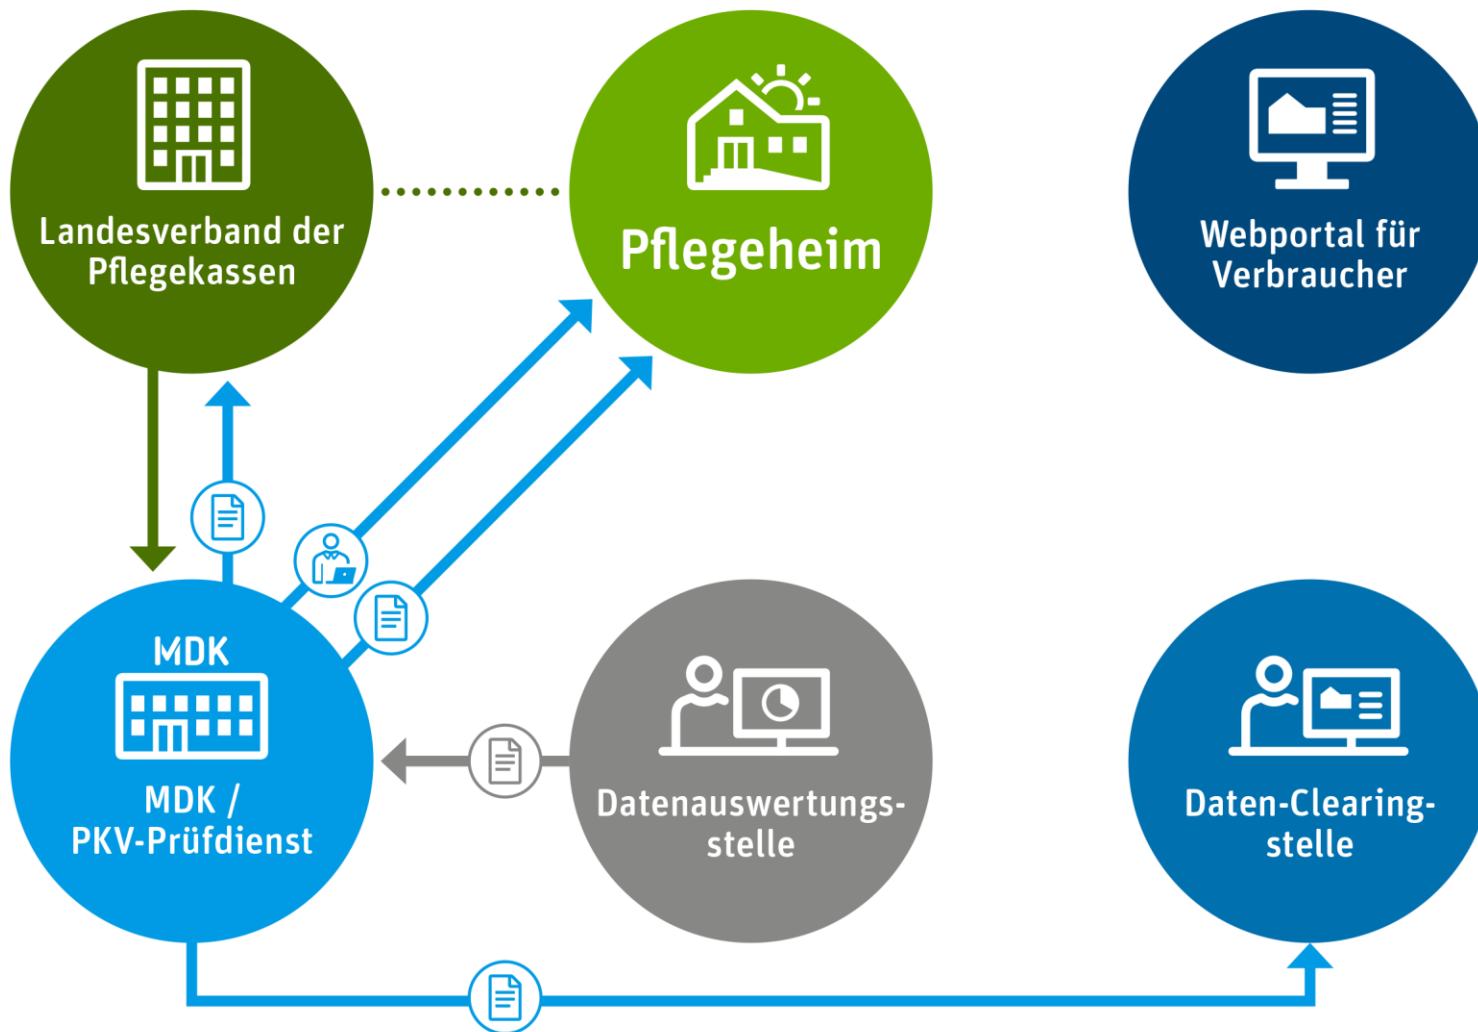 Landesverband der
Pflegekassen
Pflegeheim
Webportal für
Verbraucher
MDK
MDK /
PKV-Prüfdienst
Datenauswertungs-
stelle
Daten-Clearing-
stelle